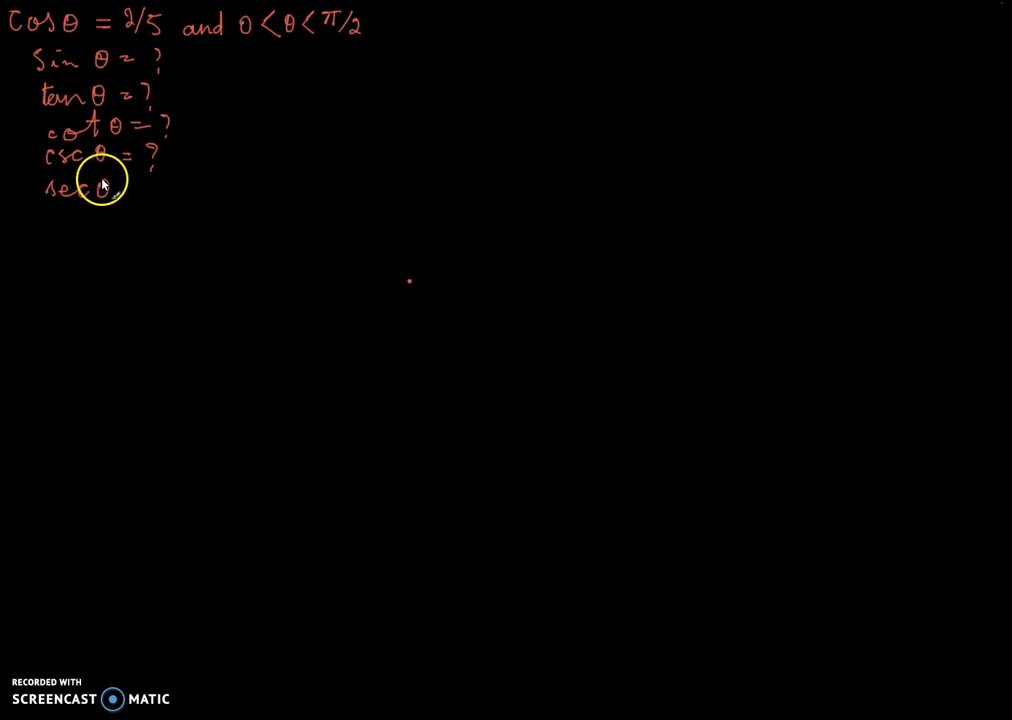 cos θ = 2/5 and 0 < θ < π/2
sin θ = ?
tan θ = ?
cot θ = ?
csc θ = ?
sec θ
RECORDED WITH
SCREENCAST MATIC